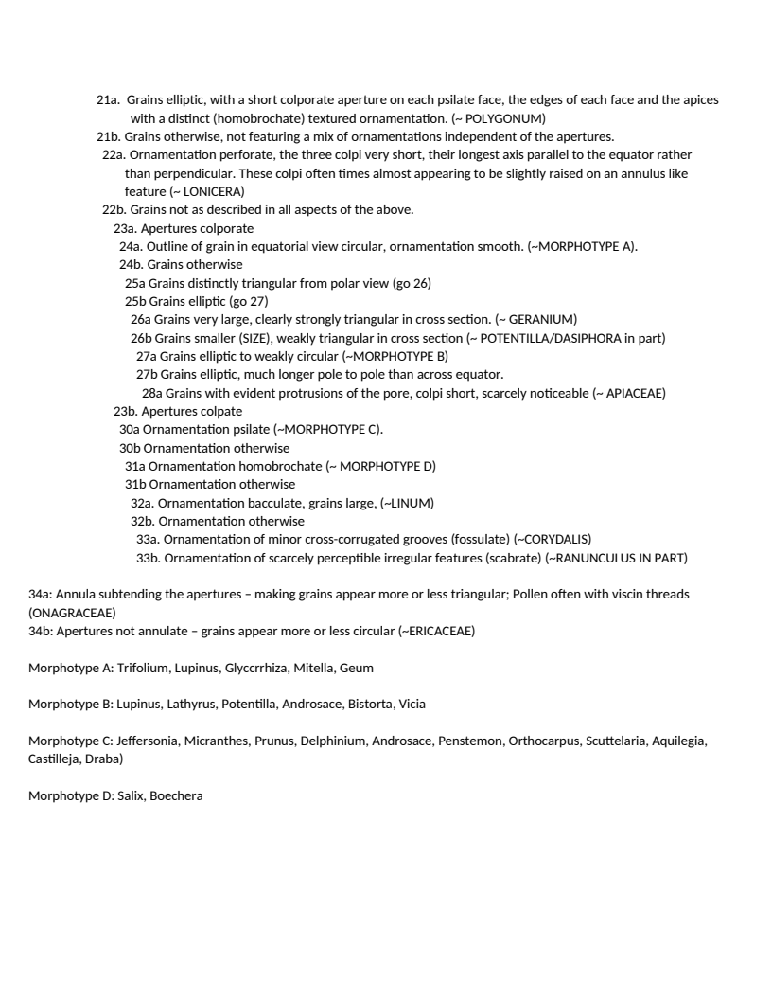 21a.  Grains elliptic, with a short colporate aperture on each psilate face, the edges of each face and the apices
with a distinct (homobrochate) textured ornamentation. (~ POLYGONUM)
21b. Grains otherwise, not featuring a mix of ornamentations independent of the apertures.
22a. Ornamentation perforate, the three colpi very short, their longest axis parallel to the equator rather
than perpendicular. These colpi often times almost appearing to be slightly raised on an annulus like
feature (~ LONICERA)
22b. Grains not as described in all aspects of the above.
23a. Apertures colporate
24a. Outline of grain in equatorial view circular, ornamentation smooth. (~MORPHOTYPE A).
24b. Grains otherwise
25a Grains distinctly triangular from polar view (go 26)
25b Grains elliptic (go 27)
26a Grains very large, clearly strongly triangular in cross section. (~ GERANIUM)
26b Grains smaller (SIZE), weakly triangular in cross section (~ POTENTILLA/DASIPHORA in part)
27a Grains elliptic to weakly circular (~MORPHOTYPE B)
27b Grains elliptic, much longer pole to pole than across equator.
28a Grains with evident protrusions of the pore, colpi short, scarcely noticeable (~ APIACEAE)
23b. Apertures colpate
30a Ornamentation psilate (~MORPHOTYPE C).
30b Ornamentation otherwise
31a Ornamentation homobrochate (~ MORPHOTYPE D)
31b Ornamentation otherwise
32a. Ornamentation bacculate, grains large, (~LINUM)
32b. Ornamentation otherwise
33a. Ornamentation of minor cross-corrugated grooves (fossulate) (~CORYDALIS)
33b. Ornamentation of scarcely perceptible irregular features (scabrate) (~RANUNCULUS IN PART)
34a: Annula subtending the apertures – making grains appear more or less triangular; Pollen often with viscin threads
(ONAGRACEAE)
34b: Apertures not annulate – grains appear more or less circular (~ERICACEAE)
Morphotype A: Trifolium, Lupinus, Glyccrrhiza, Mitella, Geum
Morphotype B: Lupinus, Lathyrus, Potentilla, Androsace, Bistorta, Vicia
Morphotype C: Jeffersonia, Micranthes, Prunus, Delphinium, Androsace, Penstemon, Orthocarpus, Scuttelaria, Aquilegia,
Castilleja, Draba)
Morphotype D: Salix, Boechera